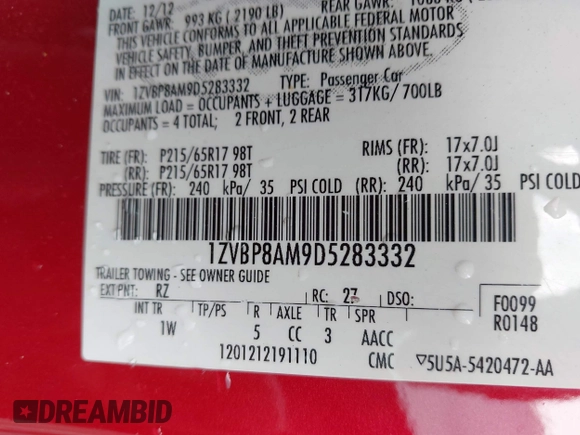 DATE: 12/12
FRONT GAWR: 993 KG ( 2190 LB) REAR GAWR:
THIS VEHICLE CONFORMS TO ALL APPLICABLE FEDERAL MOTOR
VEHICLE SAFETY, BUMPER, AND THEFT PREVENTION STANDARDS
IN EFFECT ON THE DATE OF MANUFACTURE SHOWN ABOVE.
VIN: 1ZVBP8AM9D5283332 TYPE: Passenger Car
MAXIMUM LOAD = OCCUPANTS + LUGGAGE = 317KG/ 700LB
OCCUPANTS = 4 TOTAL; 2 FRONT, 2 REAR
TIRE (FR): P215/65R17 98T RIMS (FR): 17x7.0J
(RR): P215/65R17 98T (RR): 17x7.0J
PRESSURE (FR): 240 kPa/ 35 PSI COLD (RR): 240 kPa/ 35 PSI COLD
1ZVBP8AM9D5283332
TRAILER TOWING - SEE OWNER GUIDE
EXT PNT: RZ RC: 27 DSO: F0099
INT TR TP/PS R AXLE TR SPR R0148
1W 5 CC 3 AACC
1201212191110 CMC ▽5U5A-5420472-AA
DREAMBID